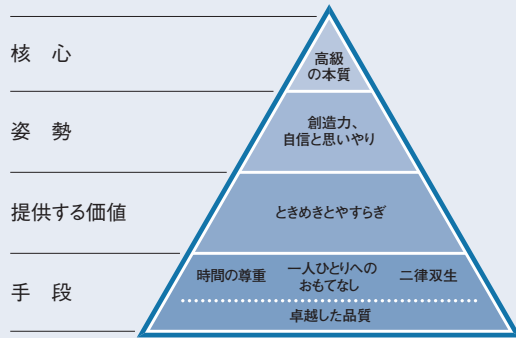 核 心
高級
の本質
姿 勢
創造力、
自信と思いやり
提供する価値
ときめきとやすらぎ
手 段
時間の尊重
一人ひとりへの
おもてなし
二律双生
卓越した品質